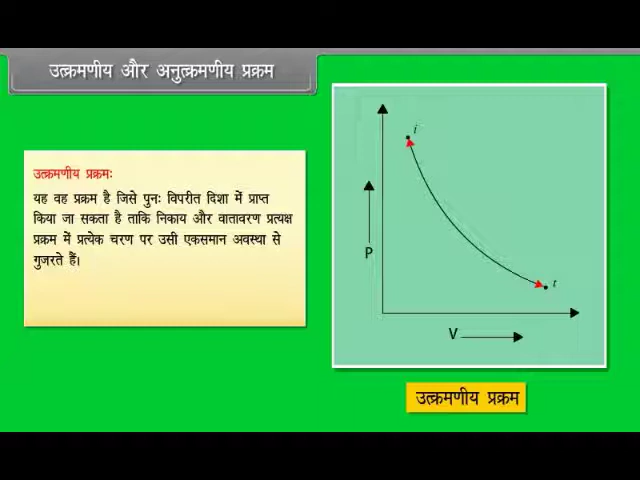 उत्क्रमणीय और अनुत्क्रमणीय प्रक्रम
उत्क्रमणीय प्रक्रमः
यह वह प्रक्रम है जिसे पुनः विपरीत दिशा में प्राप्त
किया जा सकता है ताकि निकाय और वातावरण प्रत्यक्ष
प्रक्रम में प्रत्येक चरण पर उसी एकसमान अवस्था से
गुजरते हैं।
i
P
t
V
उत्क्रमणीय प्रक्रम